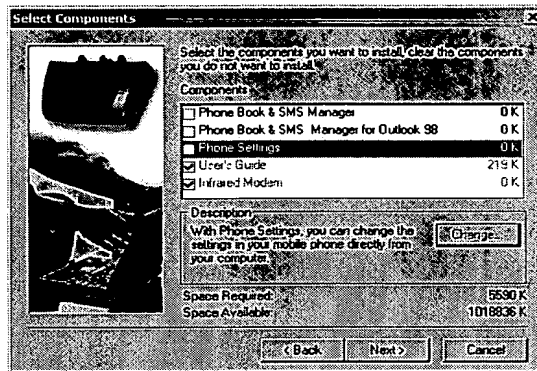 Select Components
Select the components you want to install, clear the components
you do not want to install.
Components
Phone Book & SMS Manager 0 K
Phone Book & SMS Manager for Outlook 98 0 K
Phone Settings 0 K
User's Guide 219 K
Infrared Modem 0 K
Description
With Phone Settings, you can change the
settings in your mobile phone directly from
your computer.
Change...
Space Required: 5590 K
Space Available: 1018836 K
< Back
Next >
Cancel